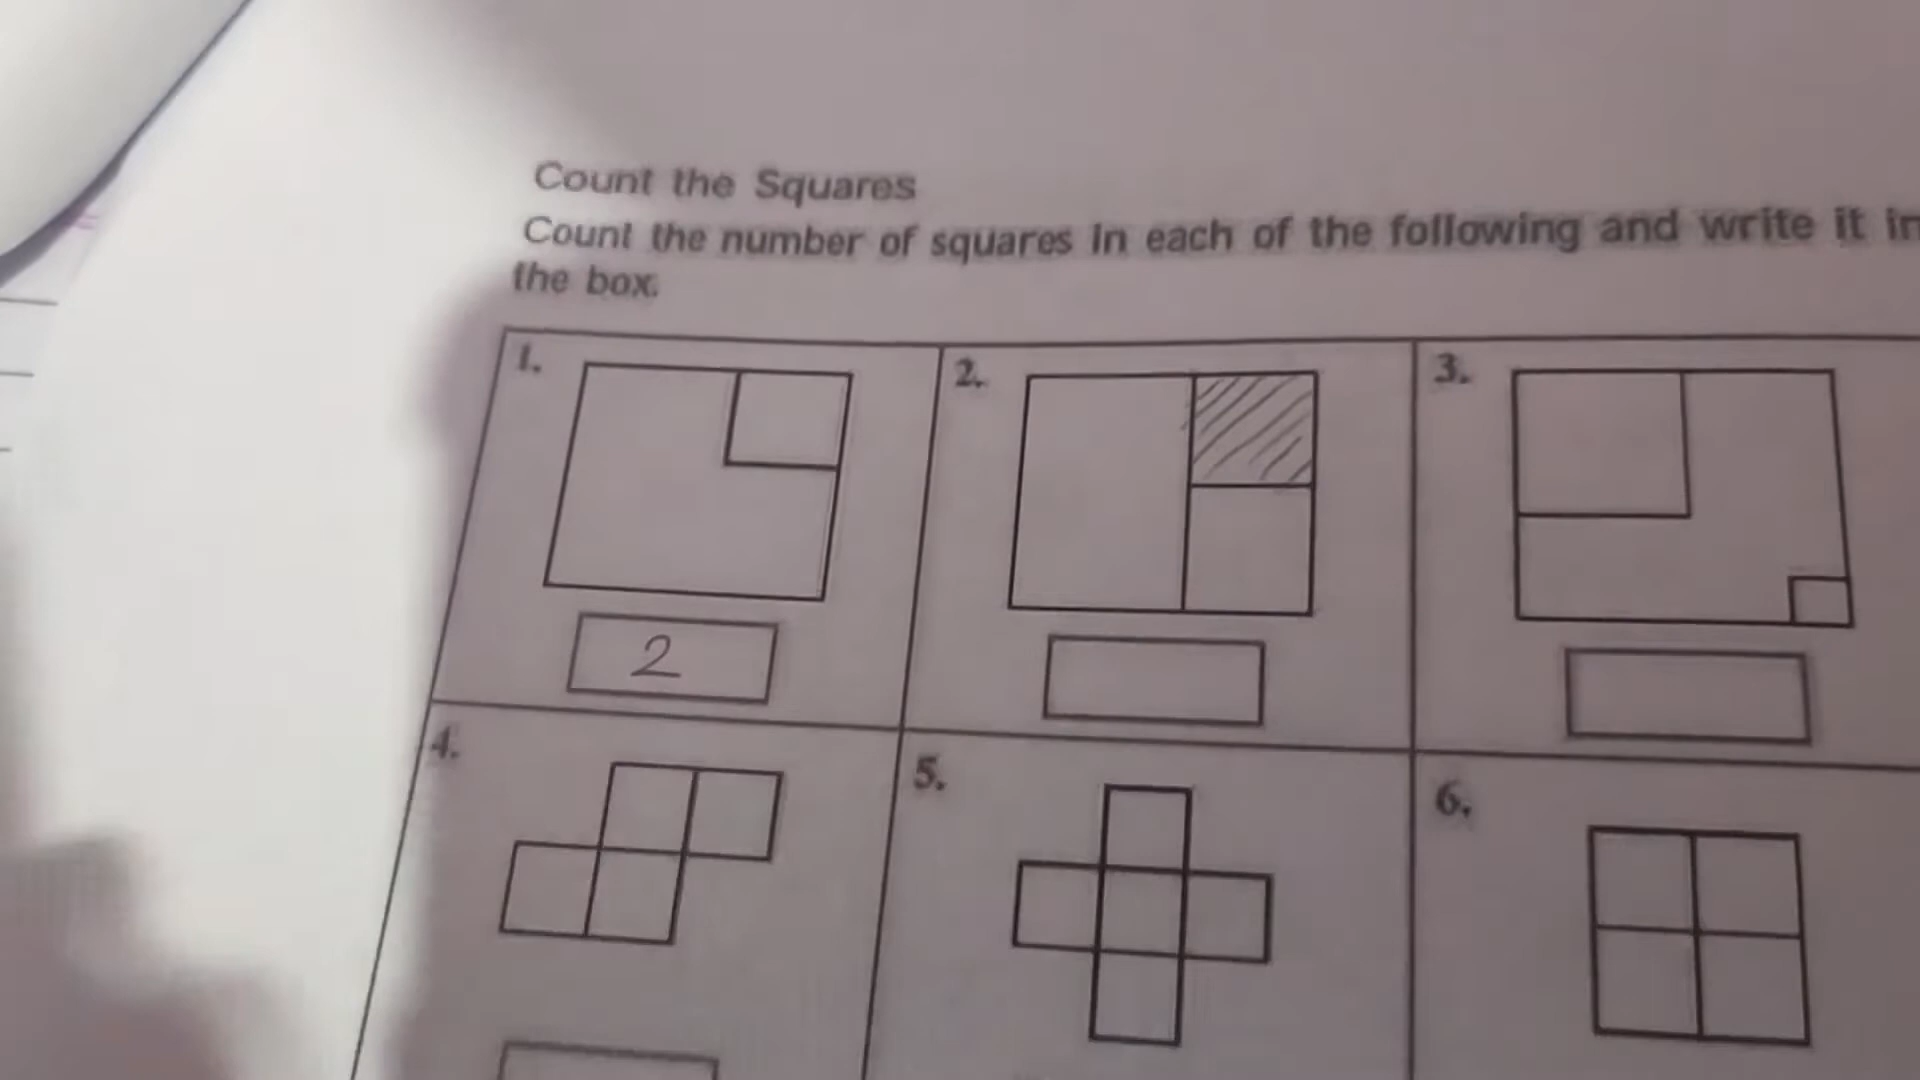 Count the Squares
Count the number of squares in each of the following and write it in
the box.
1.
2.
3.
2
4.
5.
6.